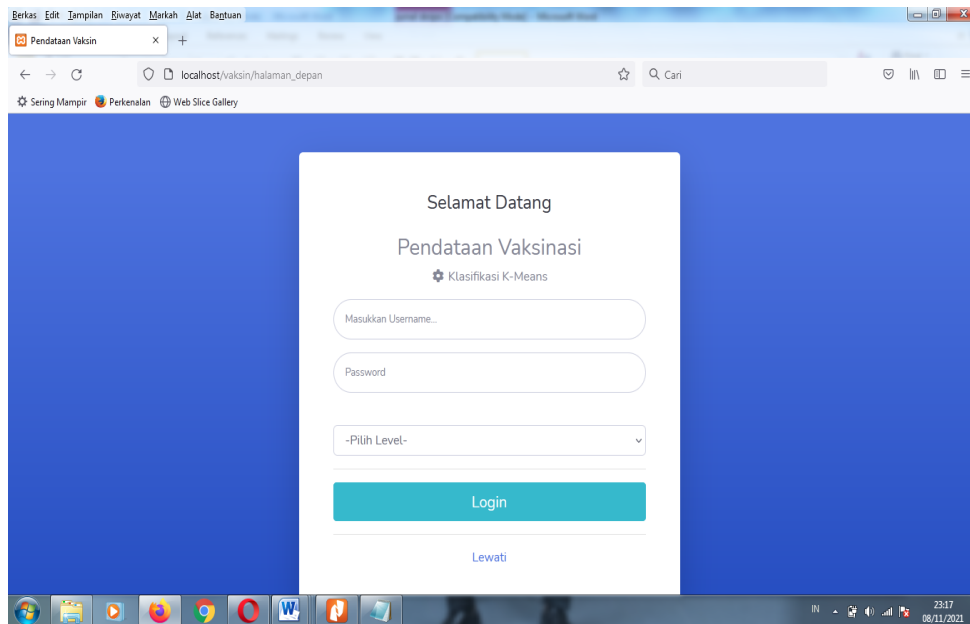 Berkas Edit Tampilan Riwayat Markah Alat Bantuan
Pendataan Vaksin
localhost/vaksin/halaman_depan
Cari
Sering Mampir Perkenalan Web Slice Gallery
Selamat Datang
Pendataan Vaksinasi
Klasifikasi K-Means
Masukkan Username...
Password
-Pilih Level-
Login
Lewati
IN
23:17
08/11/2021